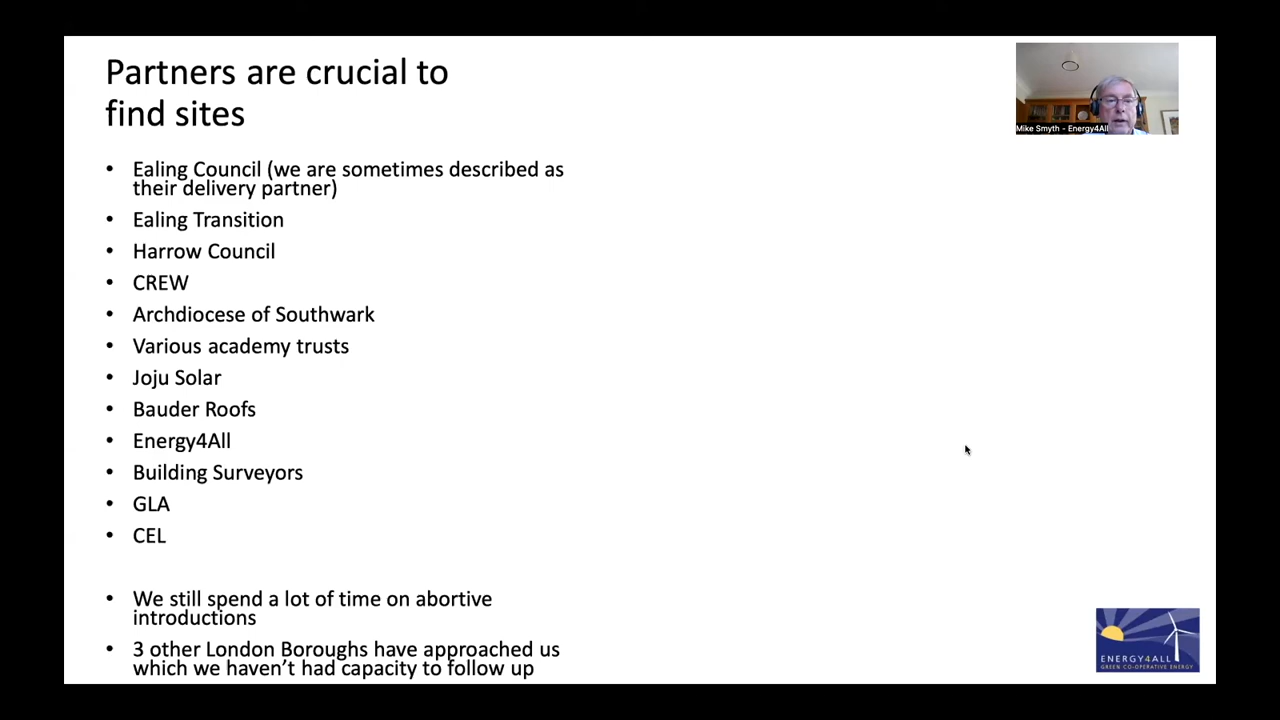 Partners are crucial to
find sites
Mike Smyth - Energy4All
• Ealing Council (we are sometimes described as
their delivery partner)
• Ealing Transition
• Harrow Council
• CREW
• Archdiocese of Southwark
• Various academy trusts
• Joju Solar
• Bauder Roofs
• Energy4All
• Building Surveyors
• GLA
• CEL
• We still spend a lot of time on abortive
introductions
• 3 other London Boroughs have approached us
which we haven't had capacity to follow up
ENERGY4ALL
GREEN CO-OPERATIVE ENERGY